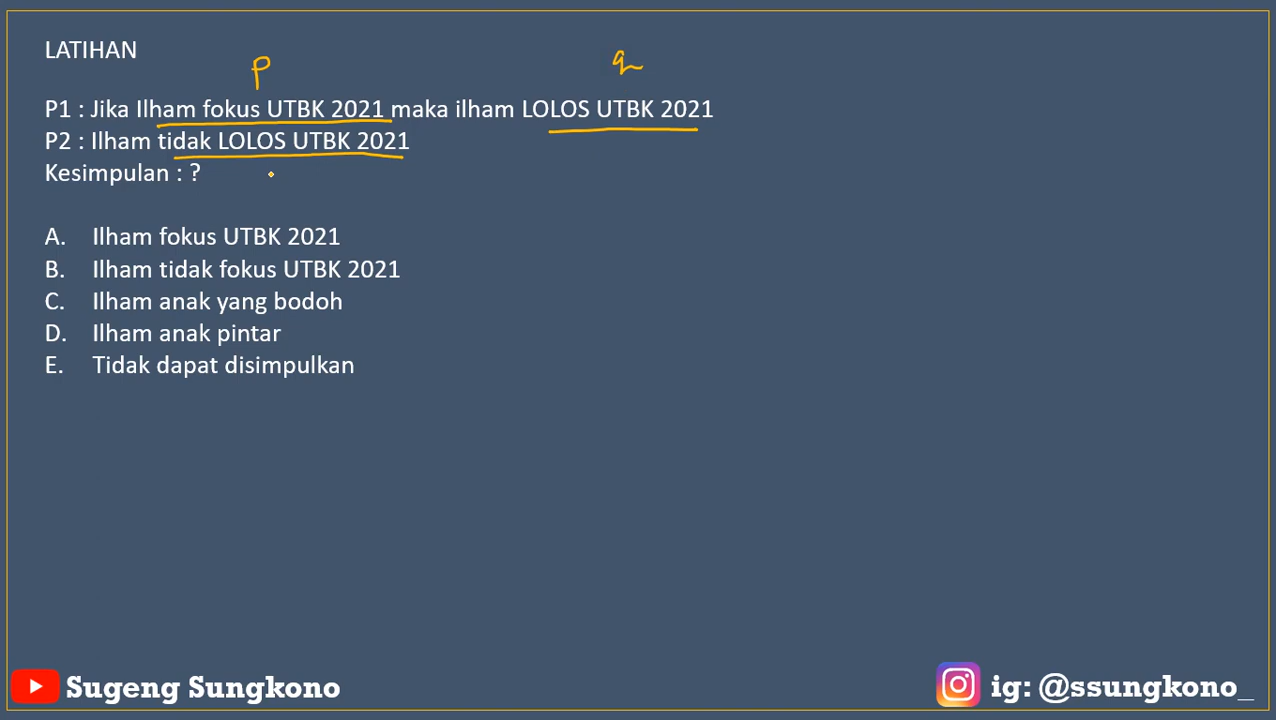 LATIHAN
p q
P1 : Jika Ilham fokus UTBK 2021 maka ilham LOLOS UTBK 2021
P2 : Ilham tidak LOLOS UTBK 2021
Kesimpulan : ?
A. Ilham fokus UTBK 2021
B. Ilham tidak fokus UTBK 2021
C. Ilham anak yang bodoh
D. Ilham anak pintar
E. Tidak dapat disimpulkan
Sugeng Sungkono
ig: @ssungkono_